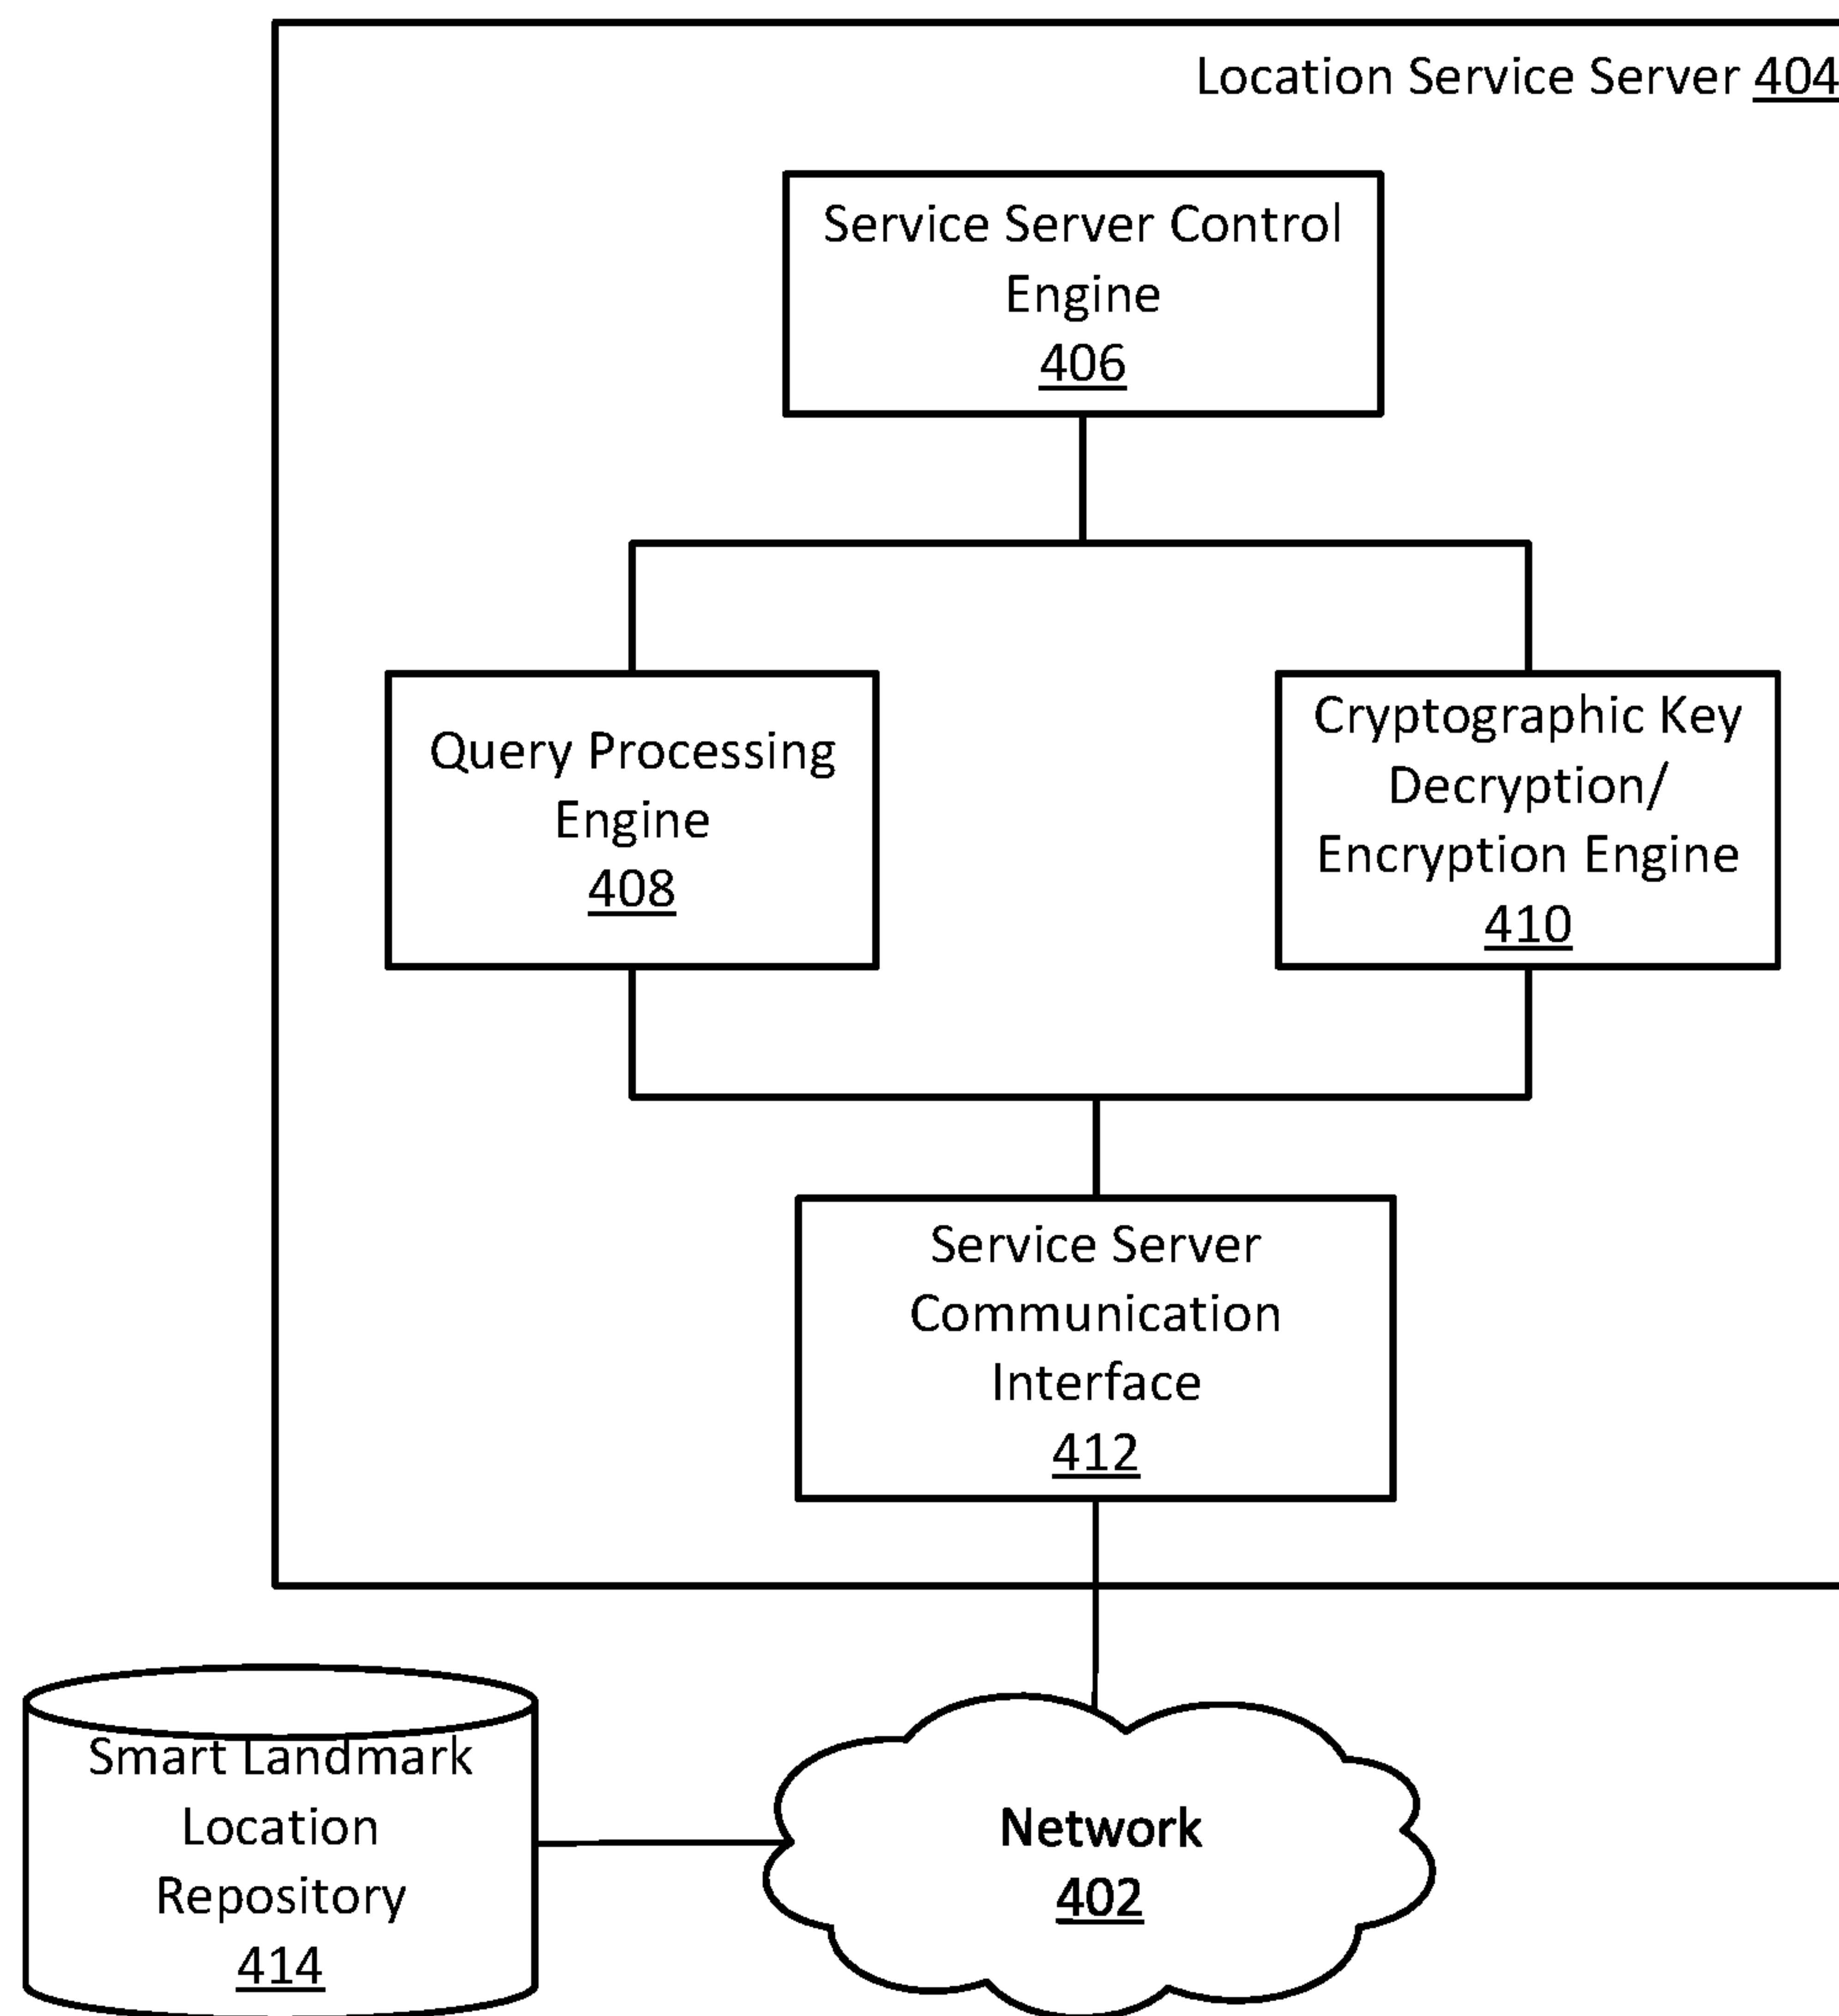 Location Service Server 404
Service Server Control
Engine
406
Query Processing
Engine
408
Cryptographic Key
Decryption/
Encryption Engine
410
Service Server
Communication
Interface
412
Smart Landmark
Location
Repository
414
Network
402